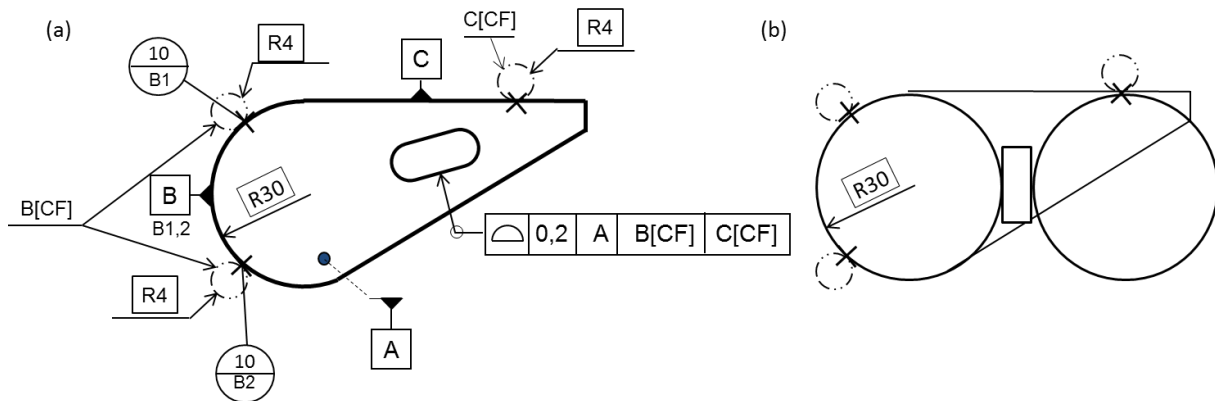 (a)
C[CF]
(b)
R4
R4
10
B1
C
B
B1,2
R30
R30
B[CF]
0,2 A B[CF] C[CF]
R4
A
10
B2